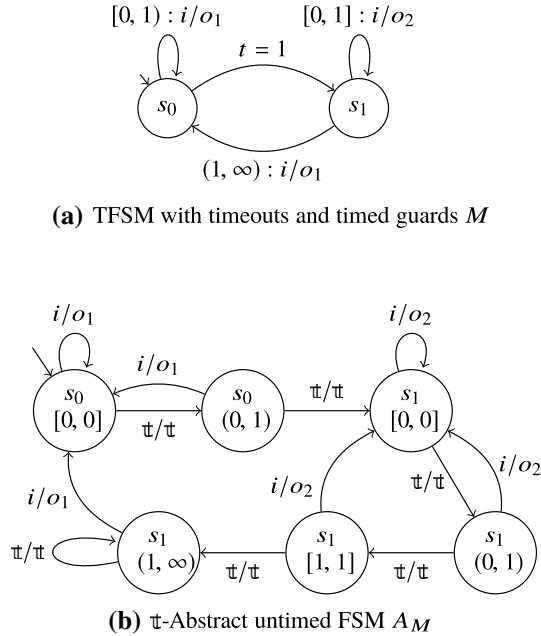 [0, 1) : i/o₁
[0, 1] : i/o₂
t = 1
s₀
s₁
(1, ∞) : i/o₁
(a) TFSM with timeouts and timed guards M
i/o₁
i/o₂
i/o₁
s₀
[0, 0]
𝕥/𝕥
s₀
(0, 1)
𝕥/𝕥
s₁
[0, 0]
𝕥/𝕥
i/o₂
i/o₂
i/o₁
𝕥/𝕥
s₁
(1, ∞)
𝕥/𝕥
s₁
[1, 1]
𝕥/𝕥
s₁
(0, 1)
(b) 𝕥-Abstract untimed FSM A_M